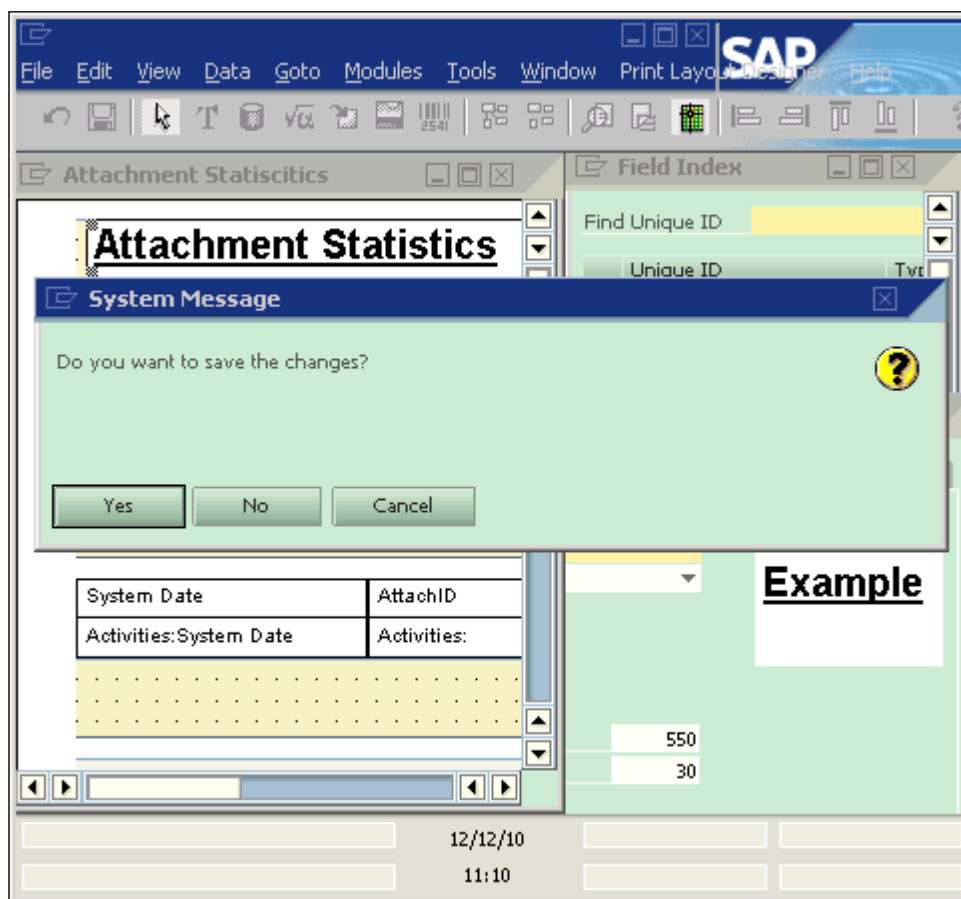 SAP
File Edit View Data Goto Modules Tools Window Print Layout Designer Help
2541
Attachment Statiscitics
Field Index
Attachment Statistics
Find Unique ID
Unique ID
System Message
Do you want to save the changes?
Yes No Cancel
Example
System Date AttachID
Activities:System Date Activities:
550
30
12/12/10
11:10